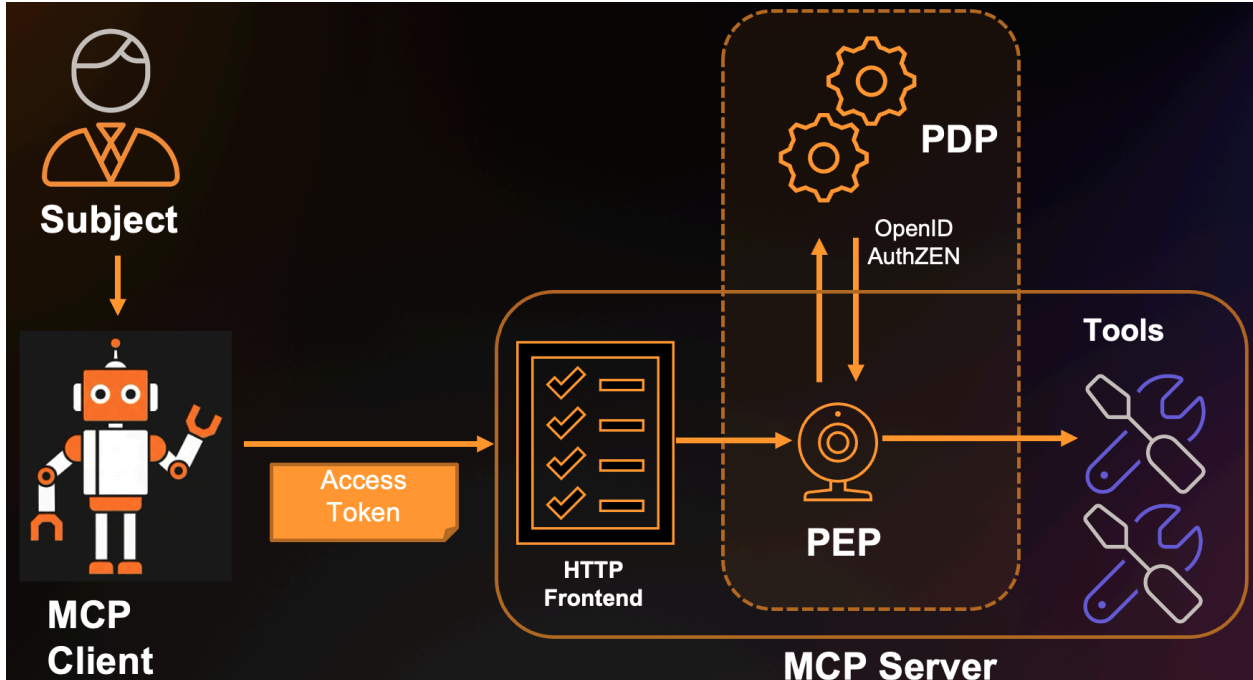 Subject
MCP
Client
Access
Token
HTTP
Frontend
PDP
OpenID
AuthZEN
PEP
Tools
MCP Server